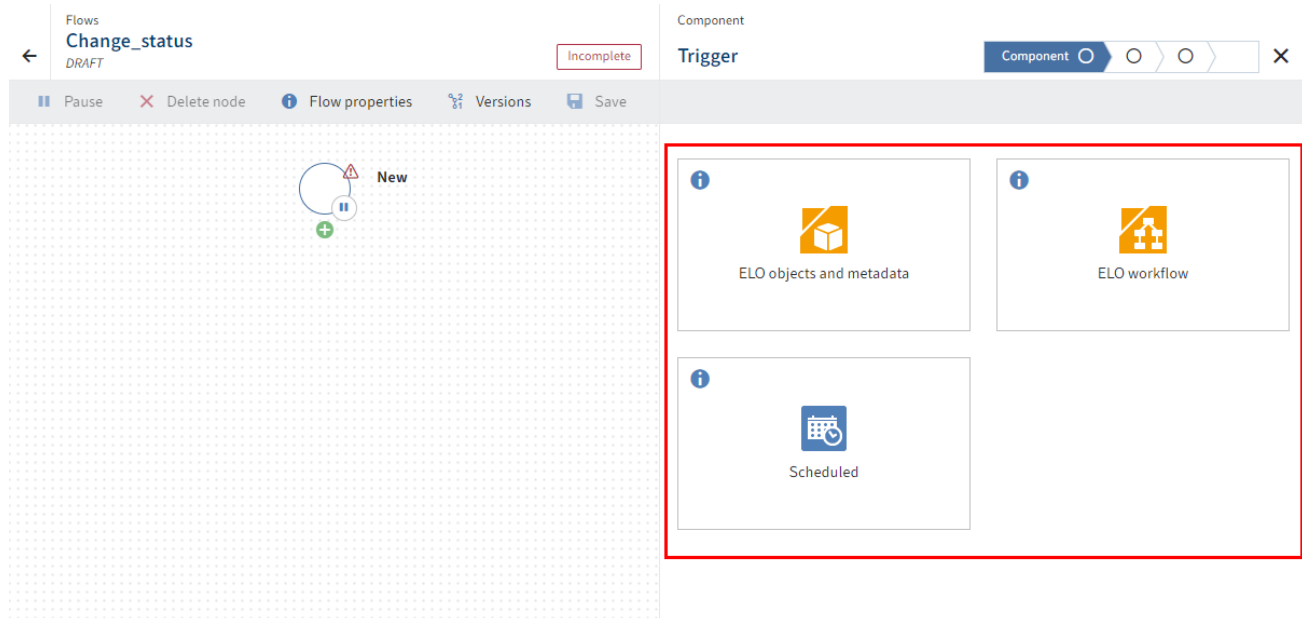 Flows
Change_status
DRAFT
Incomplete
Pause
Delete node
Flow properties
Versions
Save
New
Component
Trigger
Component
ELO objects and metadata
ELO workflow
Scheduled